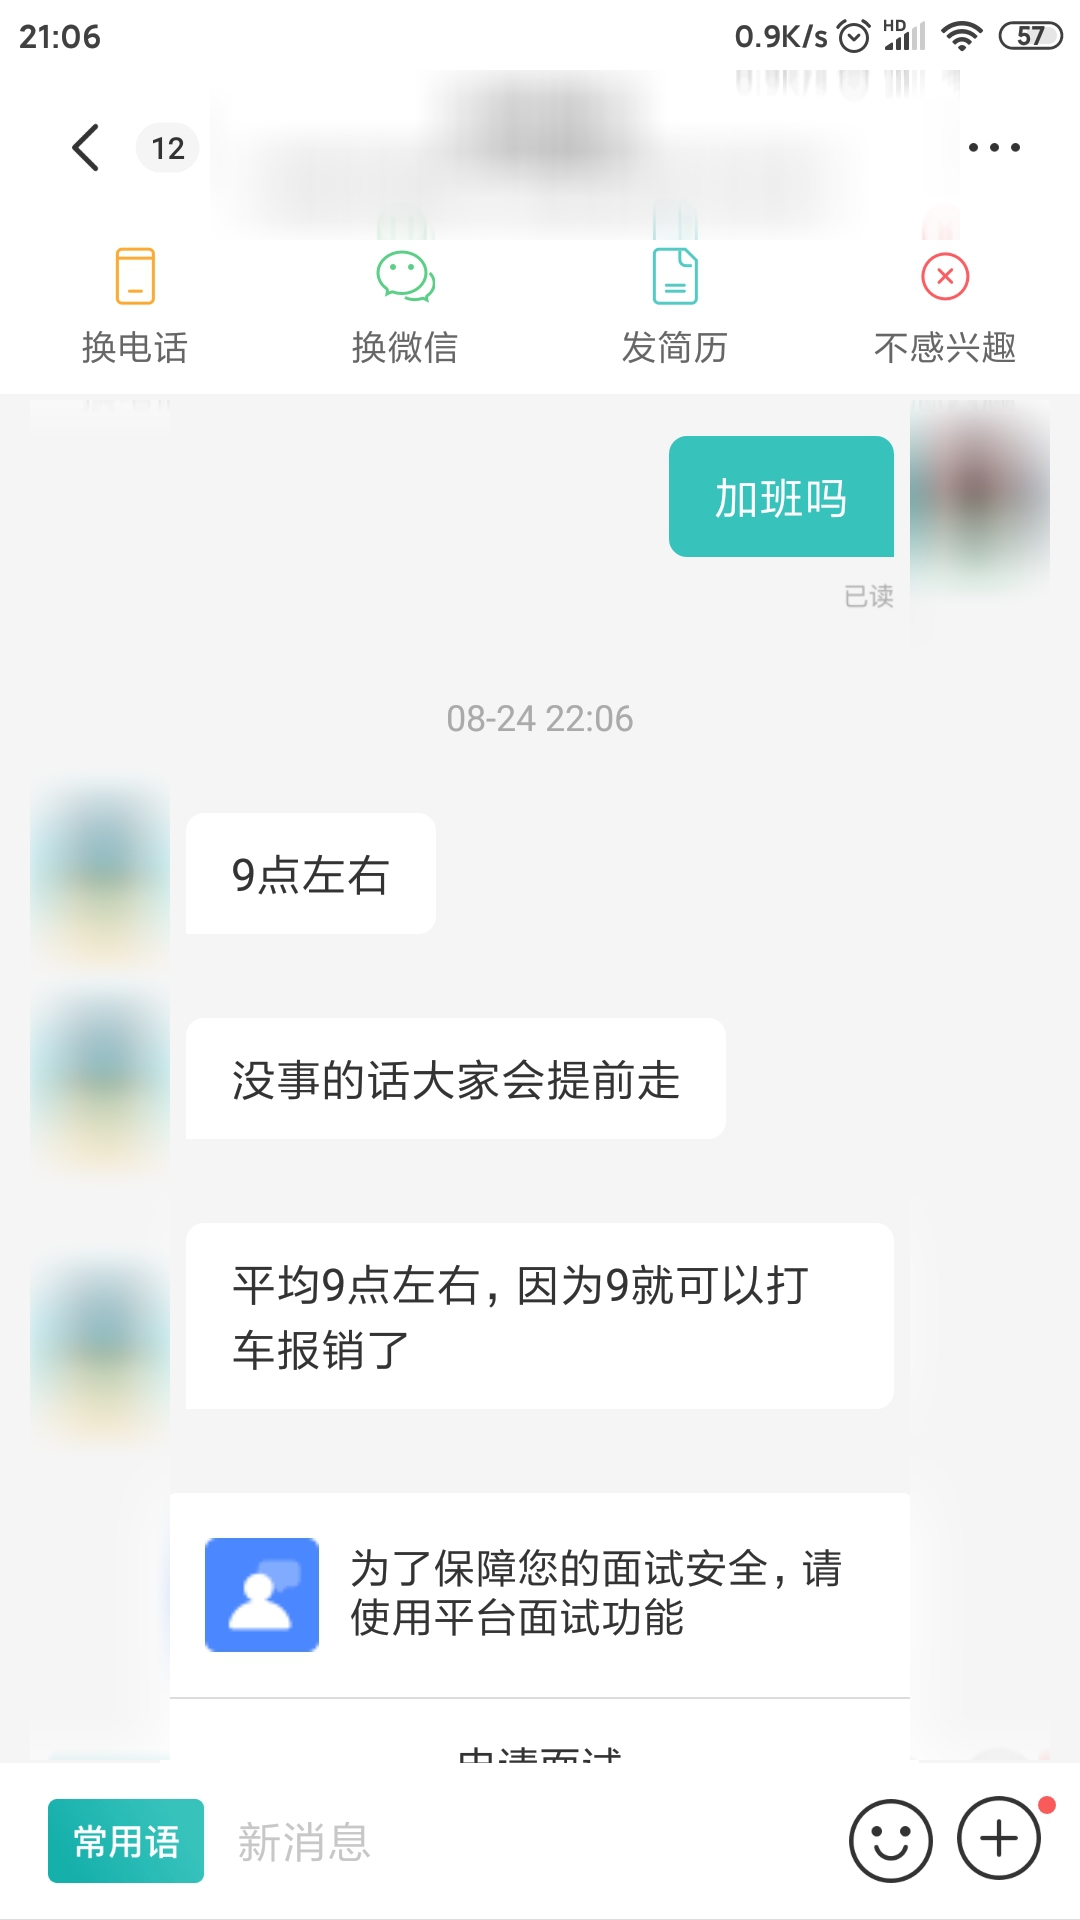 21:06
0.9K/s
HD
57
12
换电话
换微信
发简历
不感兴趣
加班吗
已读
08-24 22:06
9点左右
没事的话大家会提前走
平均9点左右，因为9就可以打
车报销了
为了保障您的面试安全，请
使用平台面试功能
申请面试
常用语
新消息